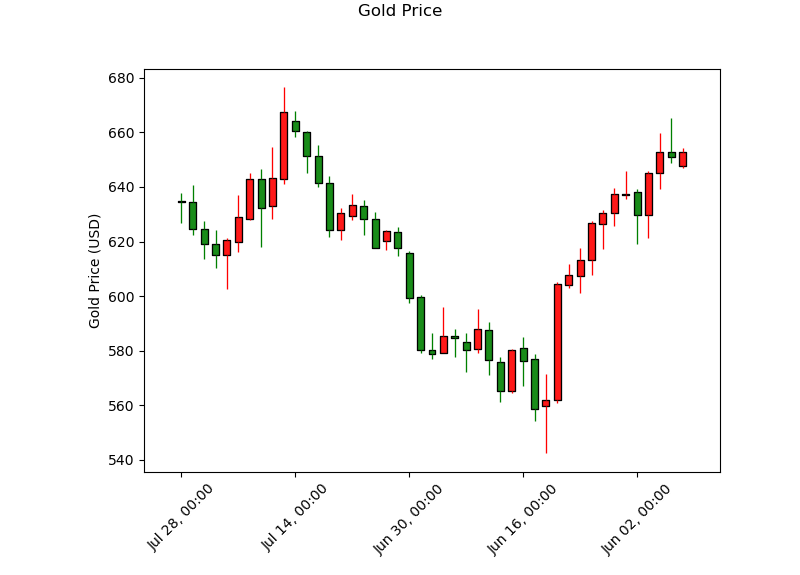 Gold Price
Gold Price (USD)
680
660
640
620
600
580
560
540
Jul 28, 00:00
Jul 14, 00:00
Jun 30, 00:00
Jun 16, 00:00
Jun 02, 00:00